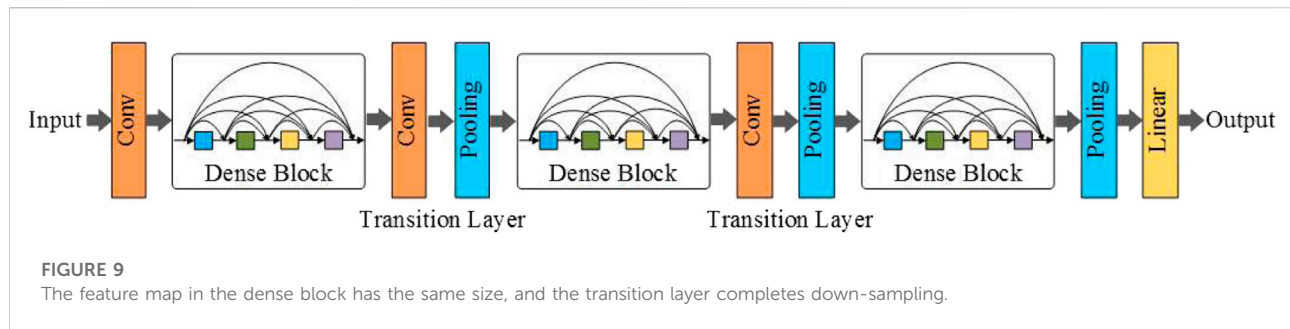 Input
Conv
Dense Block
Conv
Pooling
Transition Layer
Dense Block
Conv
Pooling
Transition Layer
Dense Block
Pooling
Linear
Output
FIGURE 9
The feature map in the dense block has the same size, and the transition layer completes down-sampling.